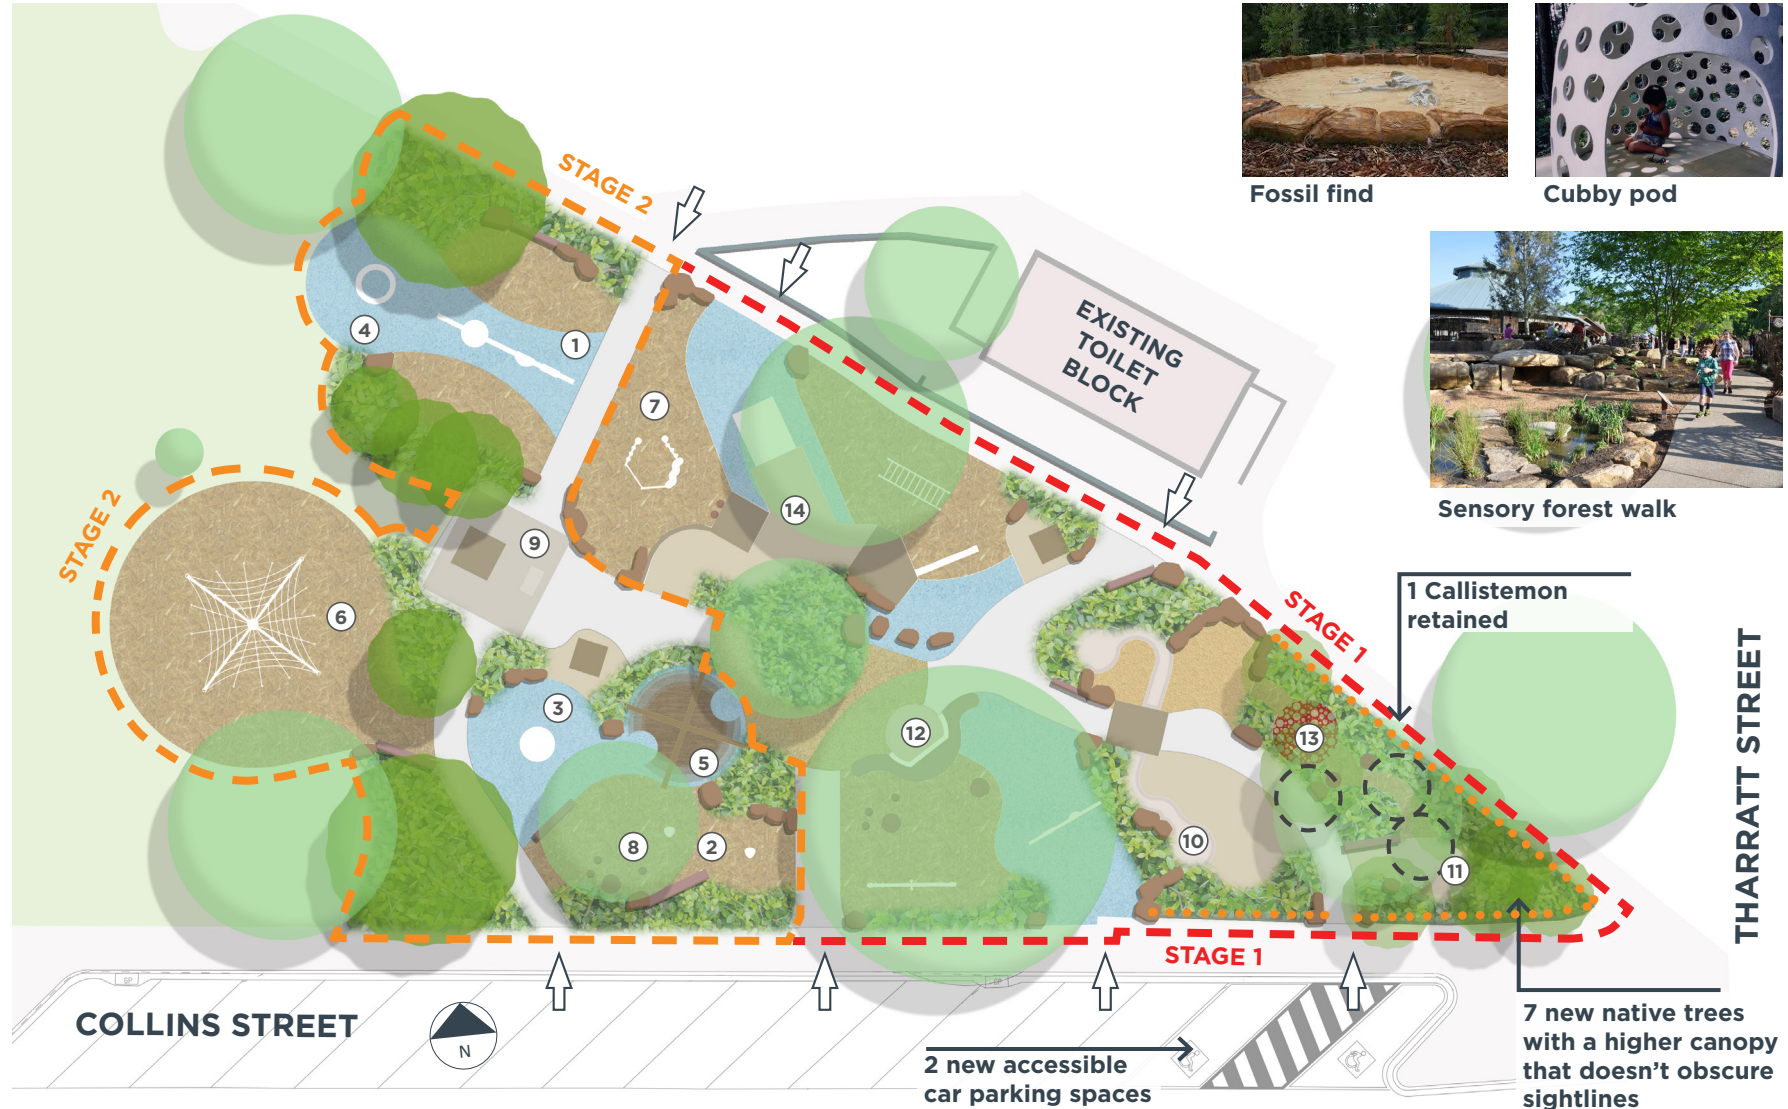 Fossil find
Cubby pod
STAGE 2
EXISTING
TOILET
BLOCK
Sensory forest walk
4
1
7
14
9
STAGE 2
6
1 Callistemon
retained
STAGE 1
THARRATT STREET
3
12
13
5
8
2
10
11
STAGE 1
COLLINS STREET
N
2 new accessible
car parking spaces
7 new native trees
with a higher canopy
that doesn’t obscure
sightlines